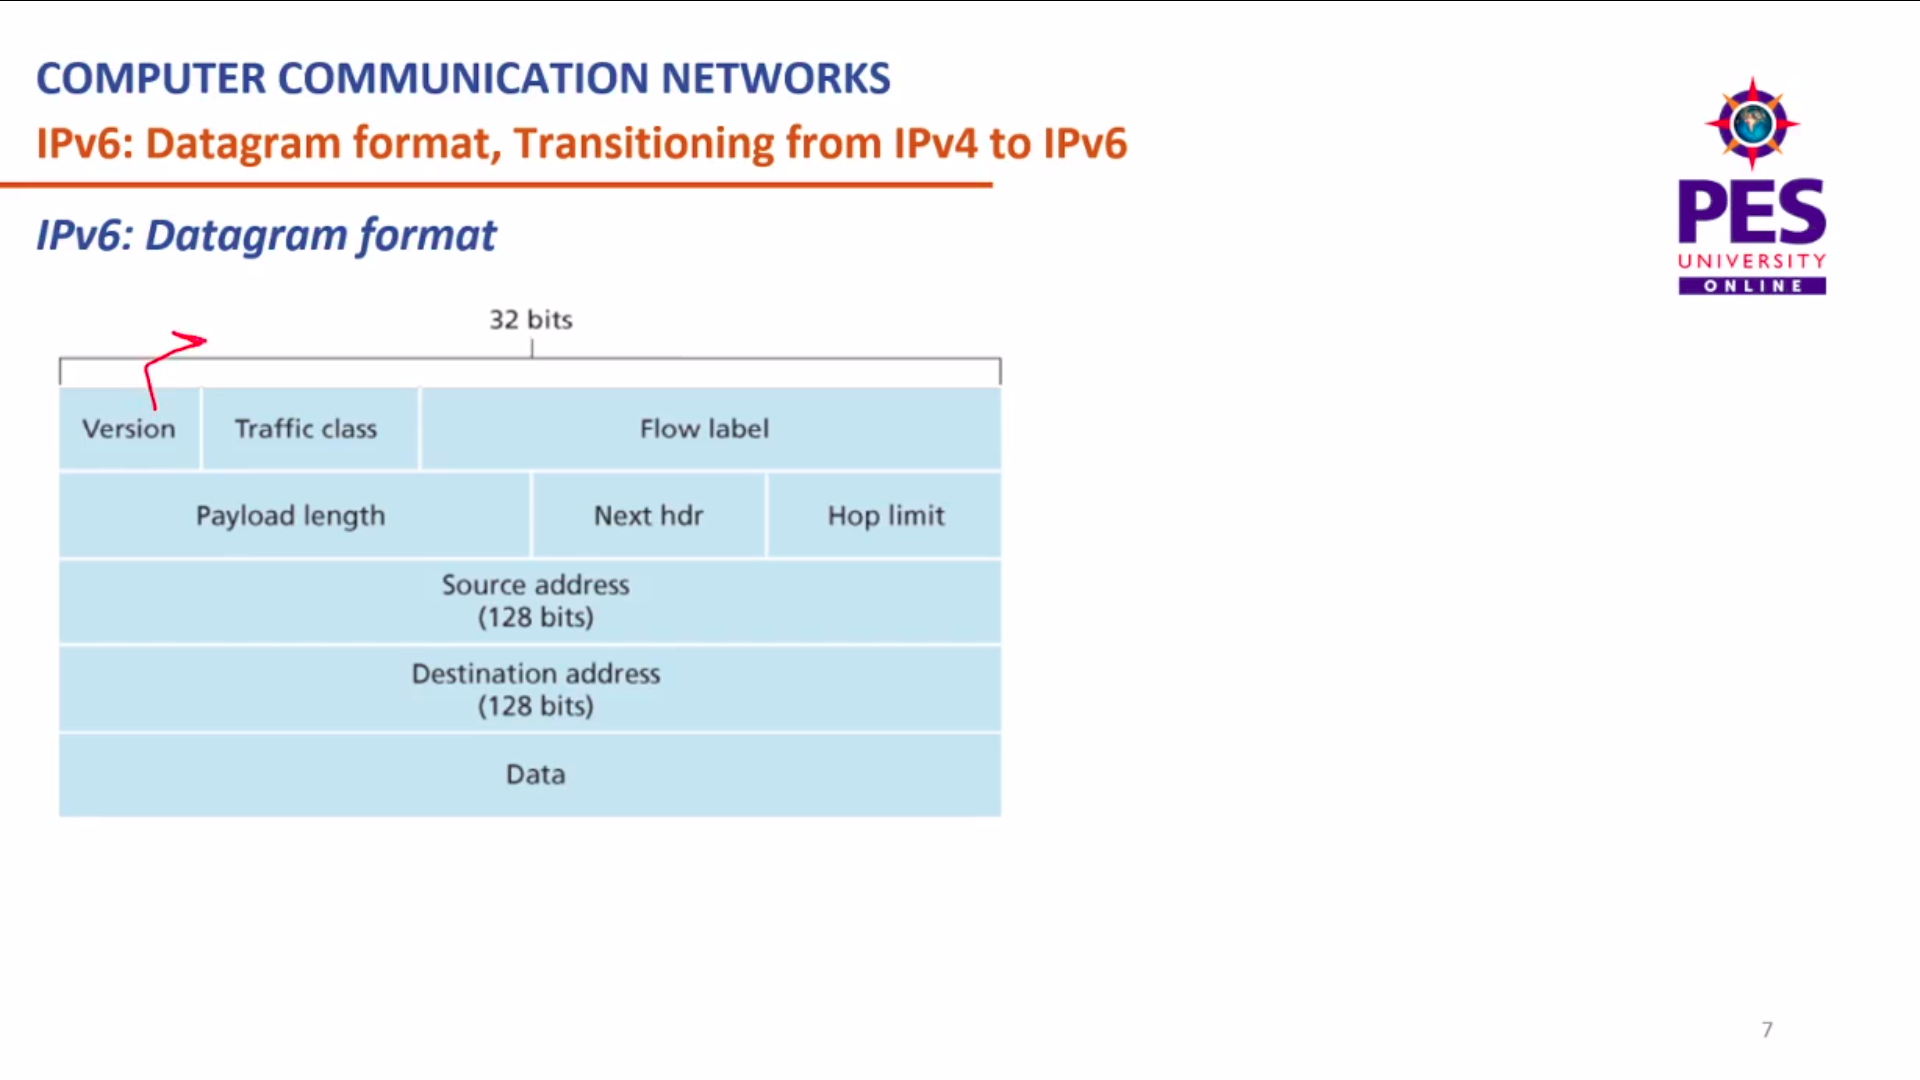 COMPUTER COMMUNICATION NETWORKS
IPv6: Datagram format, Transitioning from IPv4 to IPv6
PES
UNIVERSITY
ONLINE
IPv6: Datagram format
32 bits
Version Traffic class Flow label
Payload length Next hdr Hop limit
Source address
(128 bits)
Destination address
(128 bits)
Data
7